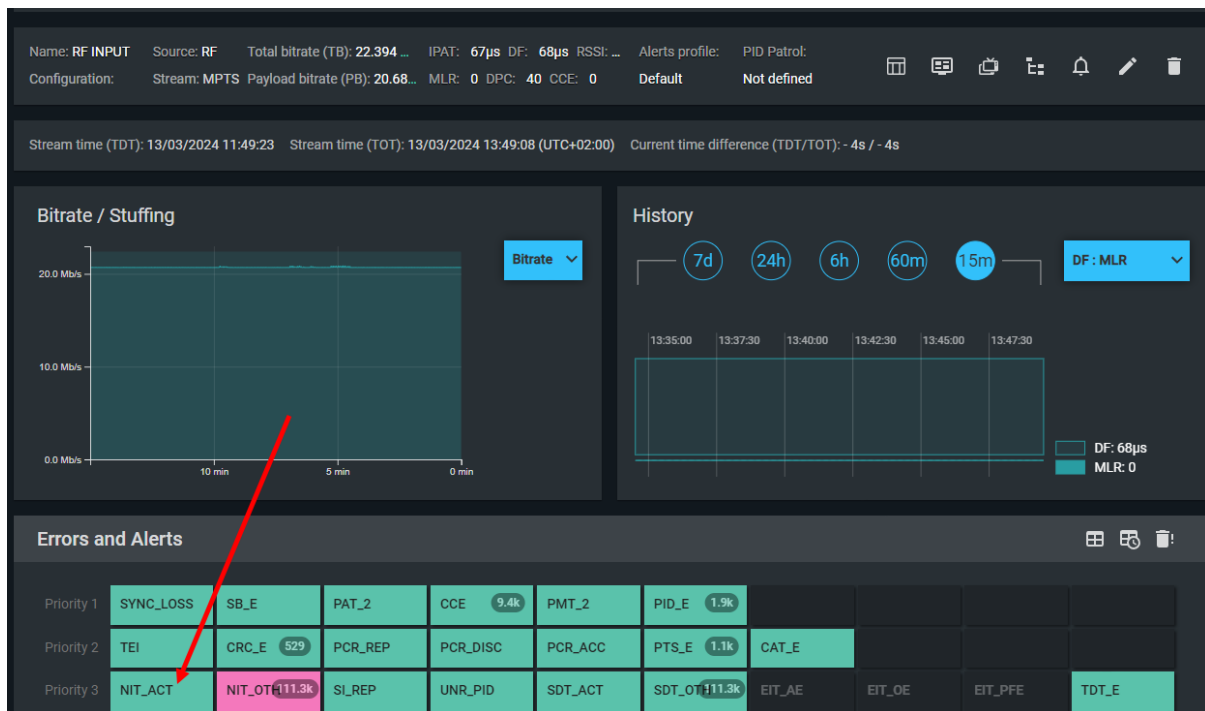 Name: RF INPUT Source: RF Total bitrate (TB): 22.394 ... IPAT: 67µs DF: 68µs RSSI: ... Alerts profile: PID Patrol:
Configuration: Stream: MPTS Payload bitrate (PB): 20.68... MLR: 0 DPC: 40 CCE: 0 Default Not defined
Stream time (TDT): 13/03/2024 11:49:23 Stream time (TOT): 13/03/2024 13:49:08 (UTC+02:00) Current time difference (TDT/TOT): - 4s / - 4s
Bitrate / Stuffing
Bitrate
20.0 Mb/s
10.0 Mb/s
0.0 Mb/s
10 min 5 min 0 min
History
7d 24h 6h 60m 15m DF : MLR
13:35:00 13:37:30 13:40:00 13:42:30 13:45:00 13:47:30
DF: 68µs
MLR: 0
Errors and Alerts
Priority 1 SYNC_LOSS SB_E PAT_2 CCE 9.4k PMT_2 PID_E 1.9k
Priority 2 TEI CRC_E 529 PCR_REP PCR_DISC PCR_ACC PTS_E 1.1k CAT_E
Priority 3 NIT_ACT NIT_OTH 111.3k SI_REP UNR_PID SDT_ACT SDT_OTH 11.3k EIT_AE EIT_OE EIT_PFE TDT_E